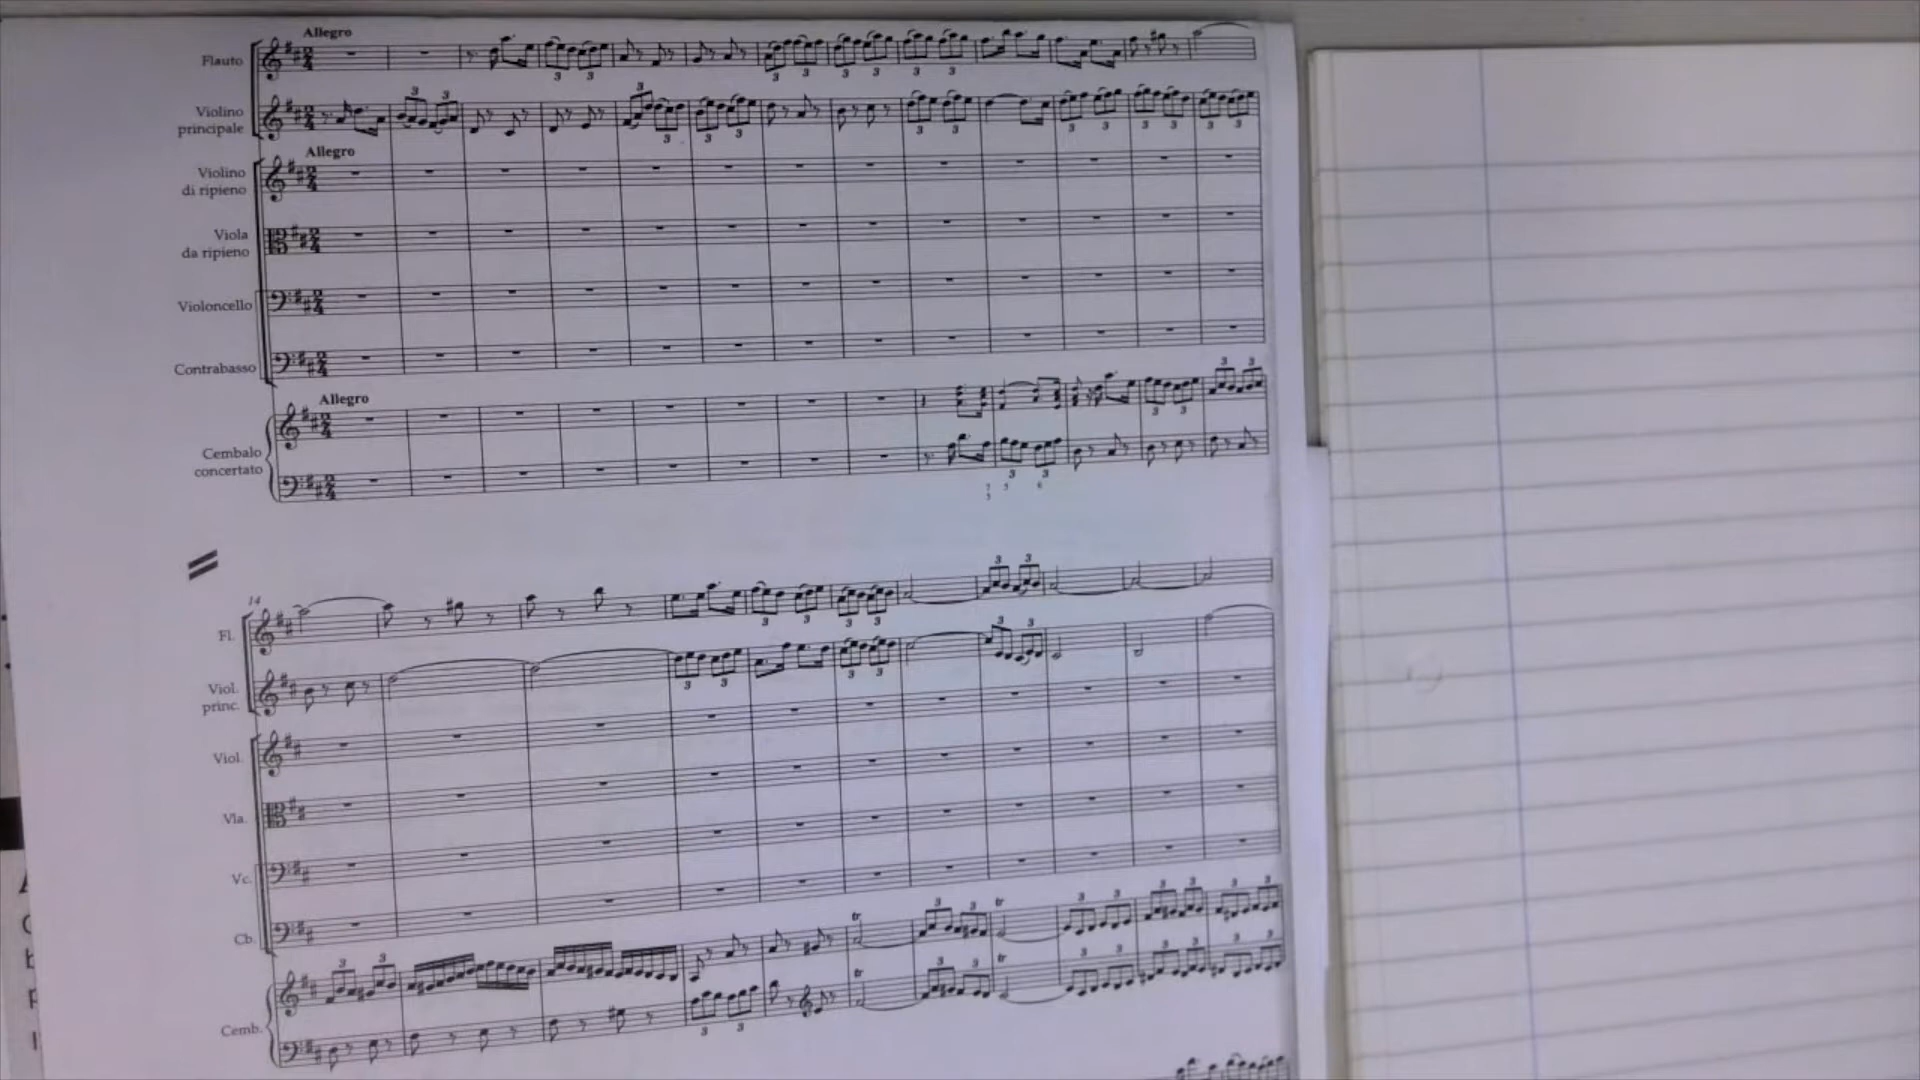 Allegro
Flauto
Violino
principale
Allegro
Violino
di ripieno
Viola
da ripieno
Violoncello
Contrabasso
Allegro
Cembalo
concertato
14
Fl.
Viol.
princ.
Viol.
Vla.
Vc.
Cb.
Cemb.